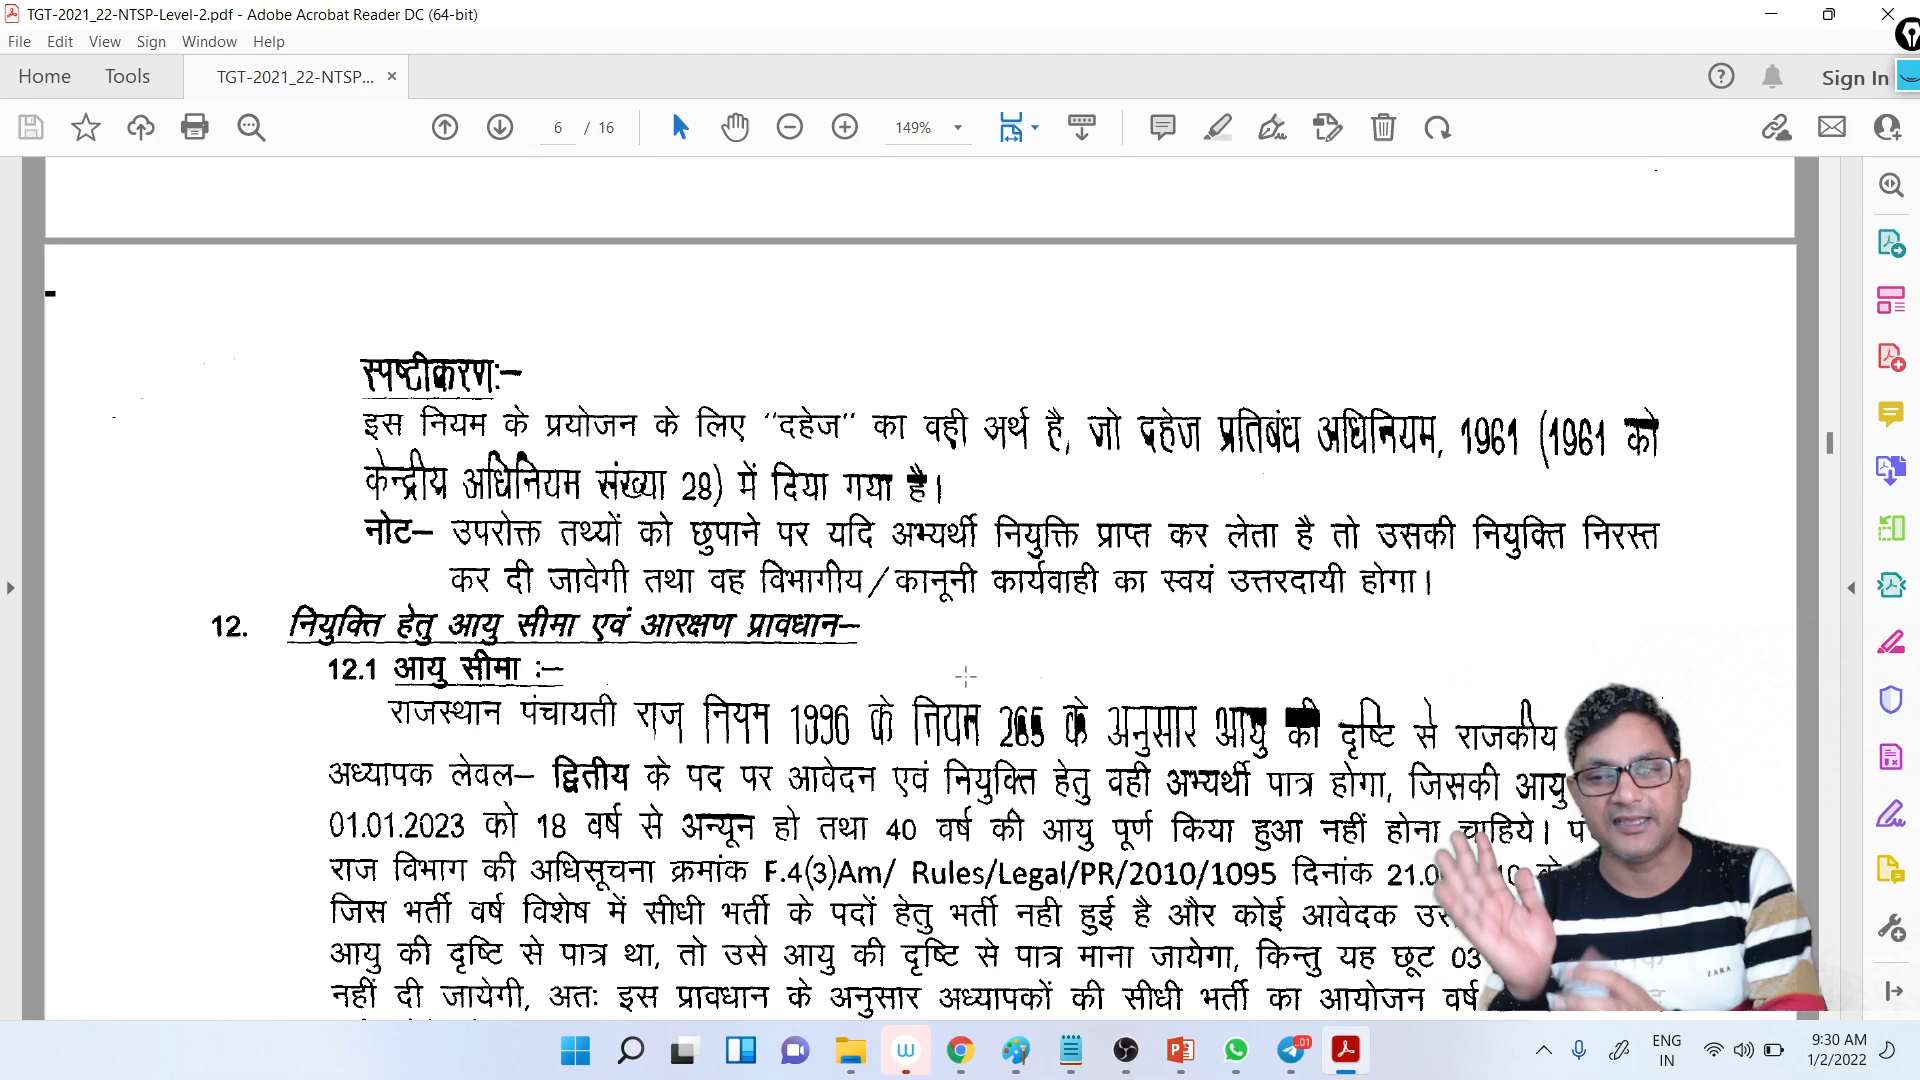 TGT-2021_22-NTSP-Level-2.pdf - Adobe Acrobat Reader DC (64-bit)
File Edit View Sign Window Help
Home Tools TGT-2021_22-NTSP... × Sign In
6 / 16 149%
स्पष्टीकरण:–
इस नियम के प्रयोजन के लिए "दहेज" का वही अर्थ है, जो दहेज प्रतिबंध अधिनियम, 1961 (1961 को
केन्द्रीय अधिनियम संख्या 28) में दिया गया है।
नोट– उपरोक्त तथ्यों को छुपाने पर यदि अभ्यर्थी नियुक्ति प्राप्त कर लेता है तो उसकी नियुक्ति निरस्त
कर दी जावेगी तथा वह विभागीय/कानूनी कार्यवाही का स्वयं उत्तरदायी होगा।
12. नियुक्ति हेतु आयु सीमा एवं आरक्षण प्रावधान–
12.1 आयु सीमा :–
राजस्थान पंचायती राज नियम 1996 के नियम 265 के अनुसार आयु की दृष्टि से राजकीय
अध्यापक लेवल– द्वितीय के पद पर आवेदन एवं नियुक्ति हेतु वही अभ्यर्थी पात्र होगा, जिसकी आयु
01.01.2023 को 18 वर्ष से अन्यून हो तथा 40 वर्ष की आयु पूर्ण किया हुआ नहीं होना चाहिये।
राज विभाग की अधिसूचना क्रमांक F.4(3)Am/ Rules/Legal/PR/2010/1095 दिनांक
जिस भर्ती वर्ष विशेष में सीधी भर्ती के पदों हेतु भर्ती नही हुई है और कोई आवेदक
आयु की दृष्टि से पात्र था, तो उसे आयु की दृष्टि से पात्र माना जायेगा, किन्तु यह छूट 03
नहीं दी जायेगी, अतः इस प्रावधान के अनुसार अध्यापकों की सीधी भर्ती का आयोजन वर्ष
ZARA
ENG
IN
9:30 AM
1/2/2022